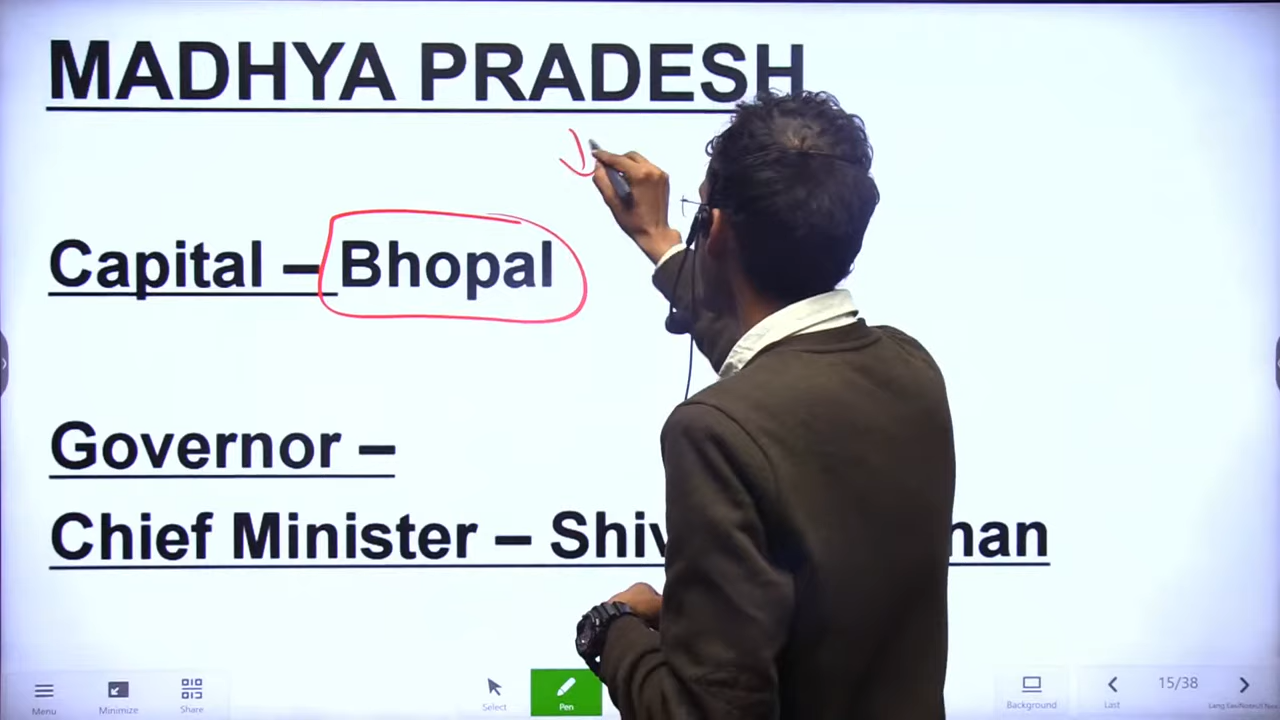 MADHYA PRADESH
Capital – Bhopal
Governor –
Chief Minister – Shiv han
Menu
Minimize
Share
Select
Pen
Background
Last
15/38